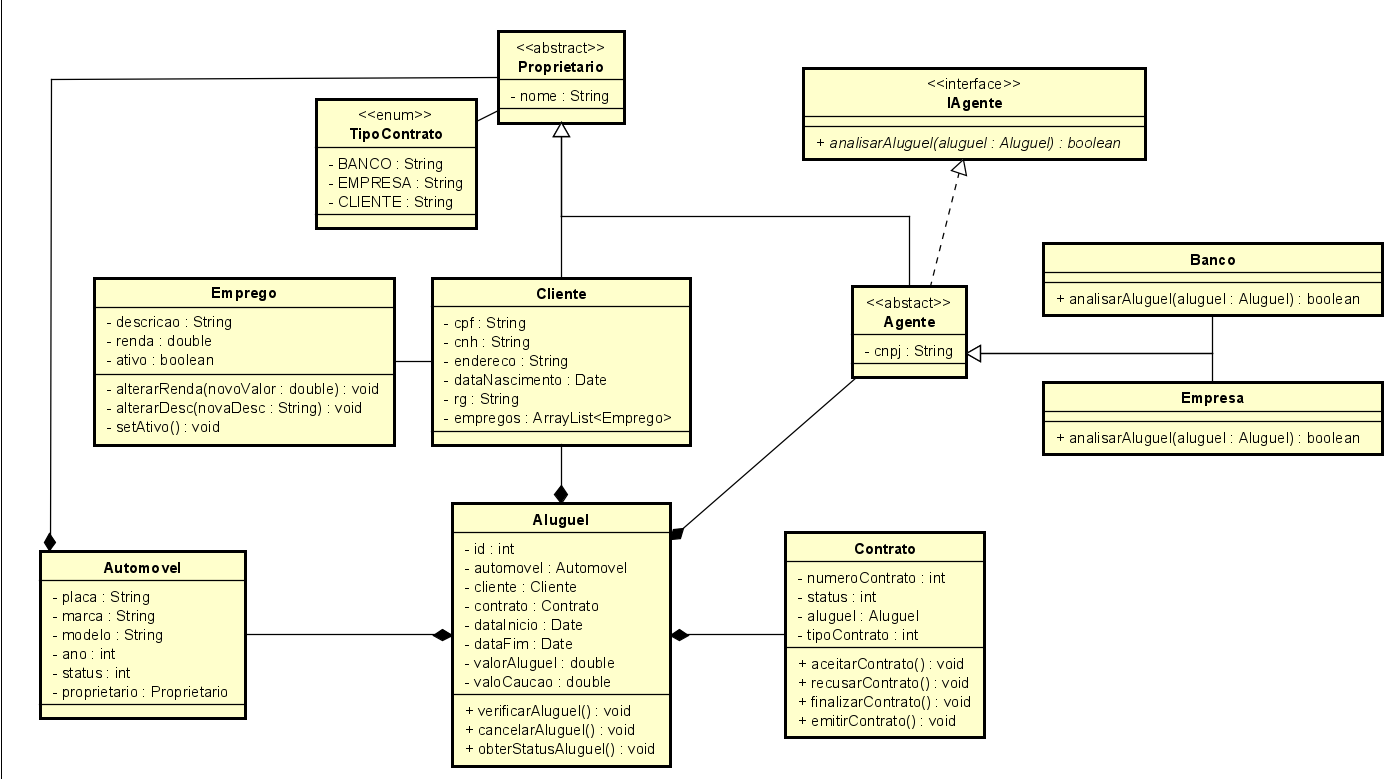 <<abstract>>
Proprietario
- nome : String
<<enum>>
TipoContrato
- BANCO : String
- EMPRESA : String
- CLIENTE : String
<<interface>>
IAgente
+ analisarAluguel(aluguel : Aluguel) : boolean
Emprego
- descricao : String
- renda : double
- ativo : boolean
- alterarRenda(novoValor : double) : void
- alterarDesc(novaDesc : String) : void
- setAtivo() : void
Cliente
- cpf : String
- cnh : String
- endereco : String
- dataNascimento : Date
- rg : String
- empregos : ArrayList<Emprego>
<<abstact>>
Agente
- cnpj : String
Banco
+ analisarAluguel(aluguel : Aluguel) : boolean
Empresa
+ analisarAluguel(aluguel : Aluguel) : boolean
Automovel
- placa : String
- marca : String
- modelo : String
- ano : int
- status : int
- proprietario : Proprietario
Aluguel
- id : int
- automovel : Automovel
- cliente : Cliente
- contrato : Contrato
- dataInicio : Date
- dataFim : Date
- valorAluguel : double
- valoCaucao : double
+ verificarAluguel() : void
+ cancelarAluguel() : void
+ obterStatusAluguel() : void
Contrato
- numeroContrato : int
- status : int
- aluguel : Aluguel
- tipoContrato : int
+ aceitarContrato() : void
+ recusarContrato() : void
+ finalizarContrato() : void
+ emitirContrato() : void